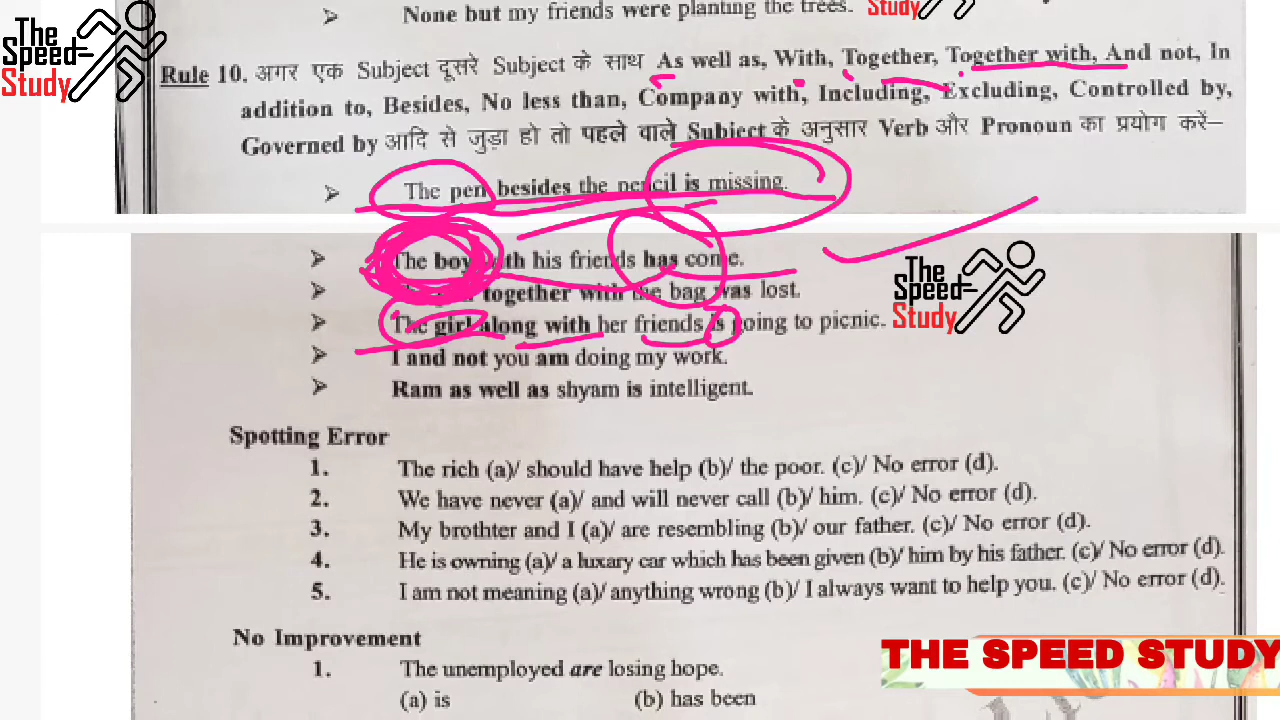 None but my friends were planting the trees.
Study
The
Speed
Study
Rule 10. अगर एक Subject दूसरे Subject के साथ As well as, With, Together, Together with, And not, In
addition to, Besides, No less than, Company with, Including, Excluding, Controlled by,
Governed by आदि से जुड़ा हो तो पहले वाले Subject के अनुसार Verb और Pronoun का प्रयोग करें–
➢ The pen besides the pencil is missing.
➢ The boy with his friends has come.
➢ together with the bag was lost.
➢ The girl along with her friends is going to picnic.
➢ I and not you am doing my work.
➢ Ram as well as shyam is intelligent.
The
Speed
Study
Spotting Error
1. The rich (a)/ should have help (b)/ the poor. (c)/ No error (d).
2. We have never (a)/ and will never call (b)/ him. (c)/ No error (d).
3. My brothter and I (a)/ are resembling (b)/ our father. (c)/ No error (d).
4. He is owning (a)/ a luxary car which has been given (b)/ him by his father. (c)/ No error (d).
5. I am not meaning (a)/ anything wrong (b)/ I always want to help you. (c)/ No error (d).
No Improvement
1. The unemployed are losing hope.
(a) is (b) has been
THE SPEED STUDY